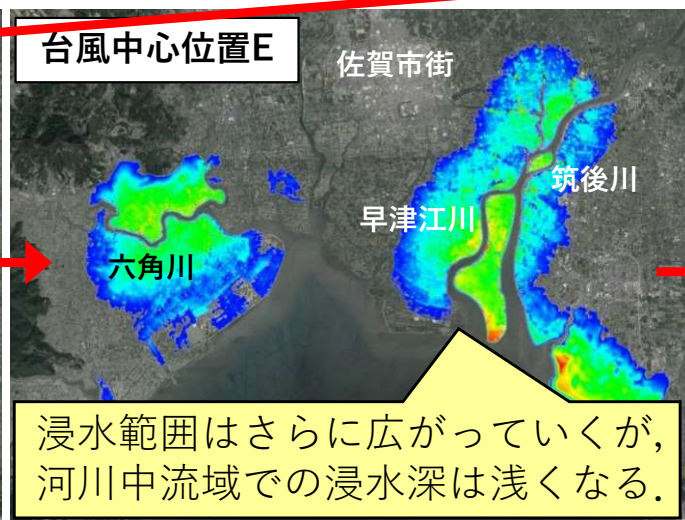 台風中心位置E
佐賀市街
筑後川
早津江川
六角川
浸水範囲はさらに広がっていくが,
河川中流域での浸水深は浅くなる.